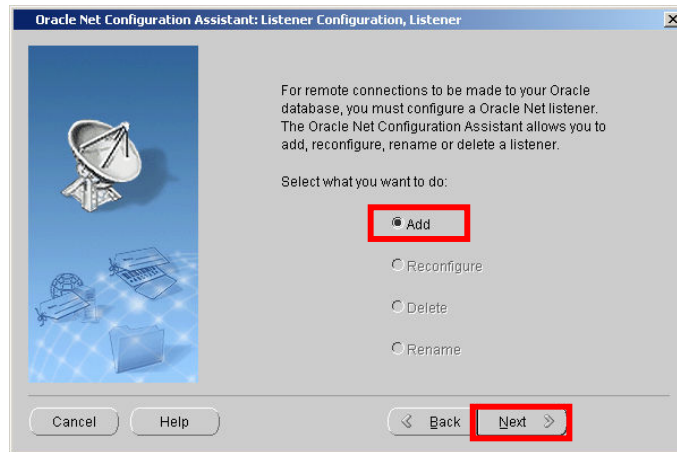 Oracle Net Configuration Assistant: Listener Configuration, Listener
For remote connections to be made to your Oracle
database, you must configure a Oracle Net listener.
The Oracle Net Configuration Assistant allows you to
add, reconfigure, rename or delete a listener.
Select what you want to do:
Add
Reconfigure
Delete
Rename
Cancel Help Back Next